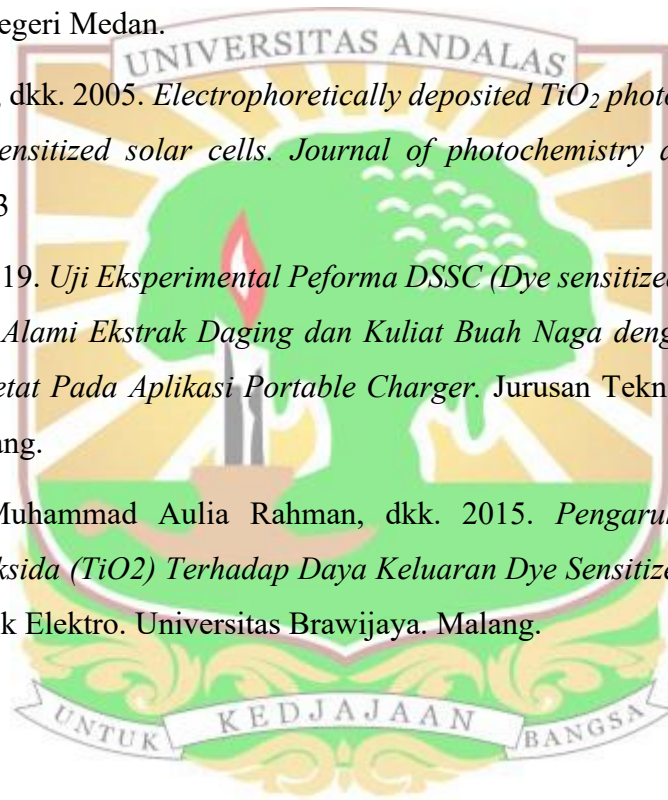 egeri Medan.
UNIVERSITAS ANDALAS
, dkk. 2005. Electrophoretically deposited TiO₂ photo
ensitized solar cells. Journal of photochemistry a
3
19. Uji Eksperimental Peforma DSSC (Dye sensitized
Alami Ekstrak Daging dan Kuliat Buah Naga deng
etat Pada Aplikasi Portable Charger. Jurusan Tekn
ang.
Muhammad Aulia Rahman, dkk. 2015. Pengaruh
ksida (TiO2) Terhadap Daya Keluaran Dye Sensitize
k Elektro. Universitas Brawijaya. Malang.
UNTUK KEDJAJAAN BANGSA